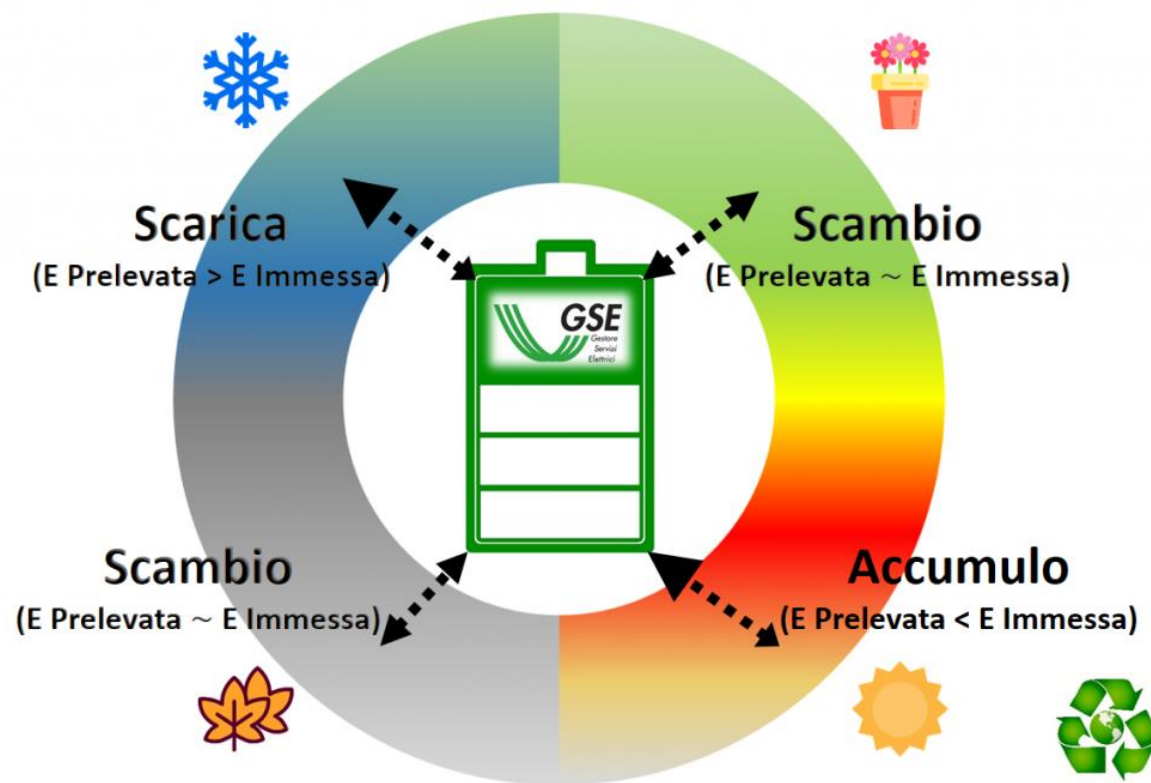 Scarica
(E Prelevata > E Immessa)
Scambio
(E Prelevata ~ E Immessa)
GSE
Gestore
Servizi
Elettrici
Scambio
(E Prelevata ~ E Immessa)
Accumulo
(E Prelevata < E Immessa)